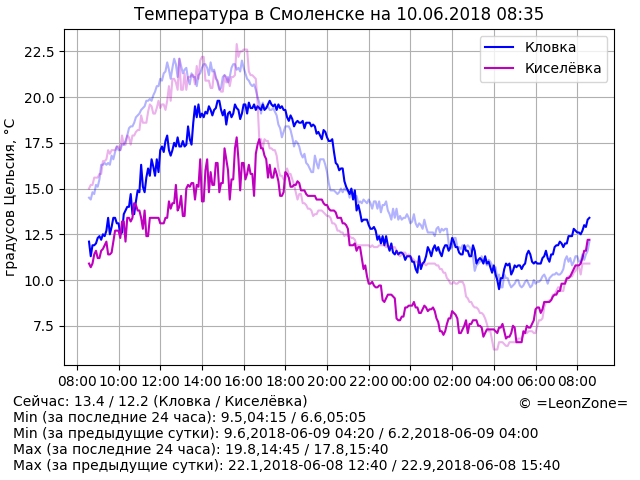 Температура в Смоленске на 10.06.2018 08:35
Кловка
Киселёвка
градусов Цельсия, °C
22.5
20.0
17.5
15.0
12.5
10.0
7.5
08:00 10:00 12:00 14:00 16:00 18:00 20:00 22:00 00:00 02:00 04:00 06:00 08:00
Сейчас: 13.4 / 12.2 (Кловка / Киселёвка)
© =LeonZone=
Min (за последние 24 часа): 9.5,04:15 / 6.6,05:05
Min (за предыдущие сутки): 9.6,2018-06-09 04:20 / 6.2,2018-06-09 04:00
Max (за последние 24 часа): 19.8,14:45 / 17.8,15:40
Max (за предыдущие сутки): 22.1,2018-06-08 12:40 / 22.9,2018-06-08 15:40